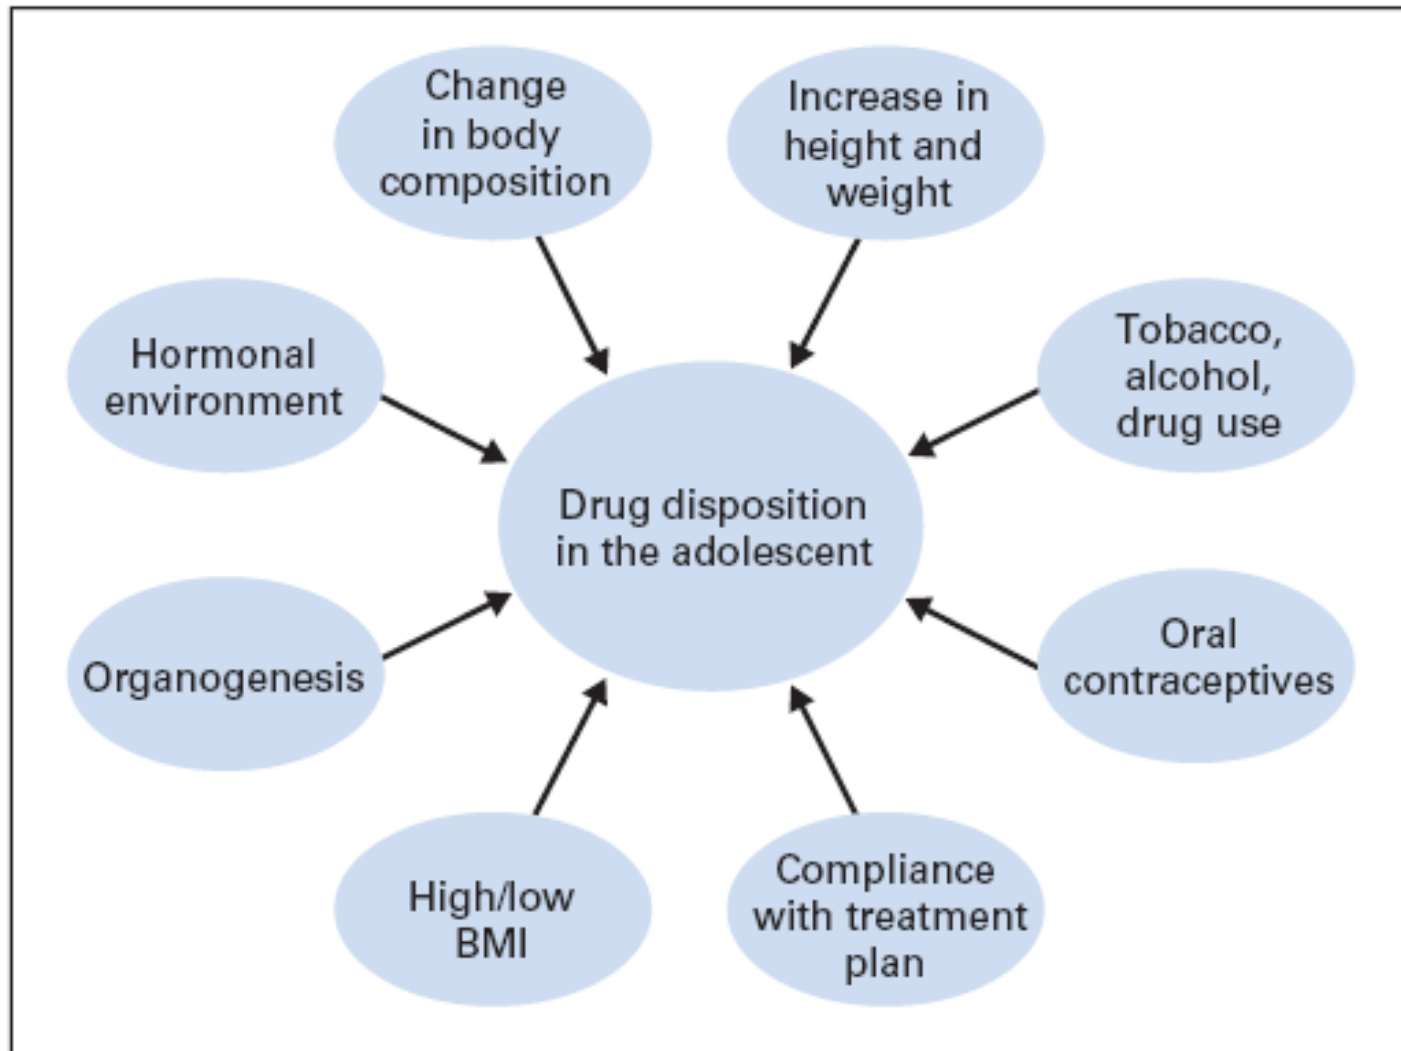 Change
in body
composition
Increase in
height and
weight
Hormonal
environment
Tobacco,
alcohol,
drug use
Drug disposition
in the adolescent
Organogenesis
Oral
contraceptives
High/low
BMI
Compliance
with treatment
plan